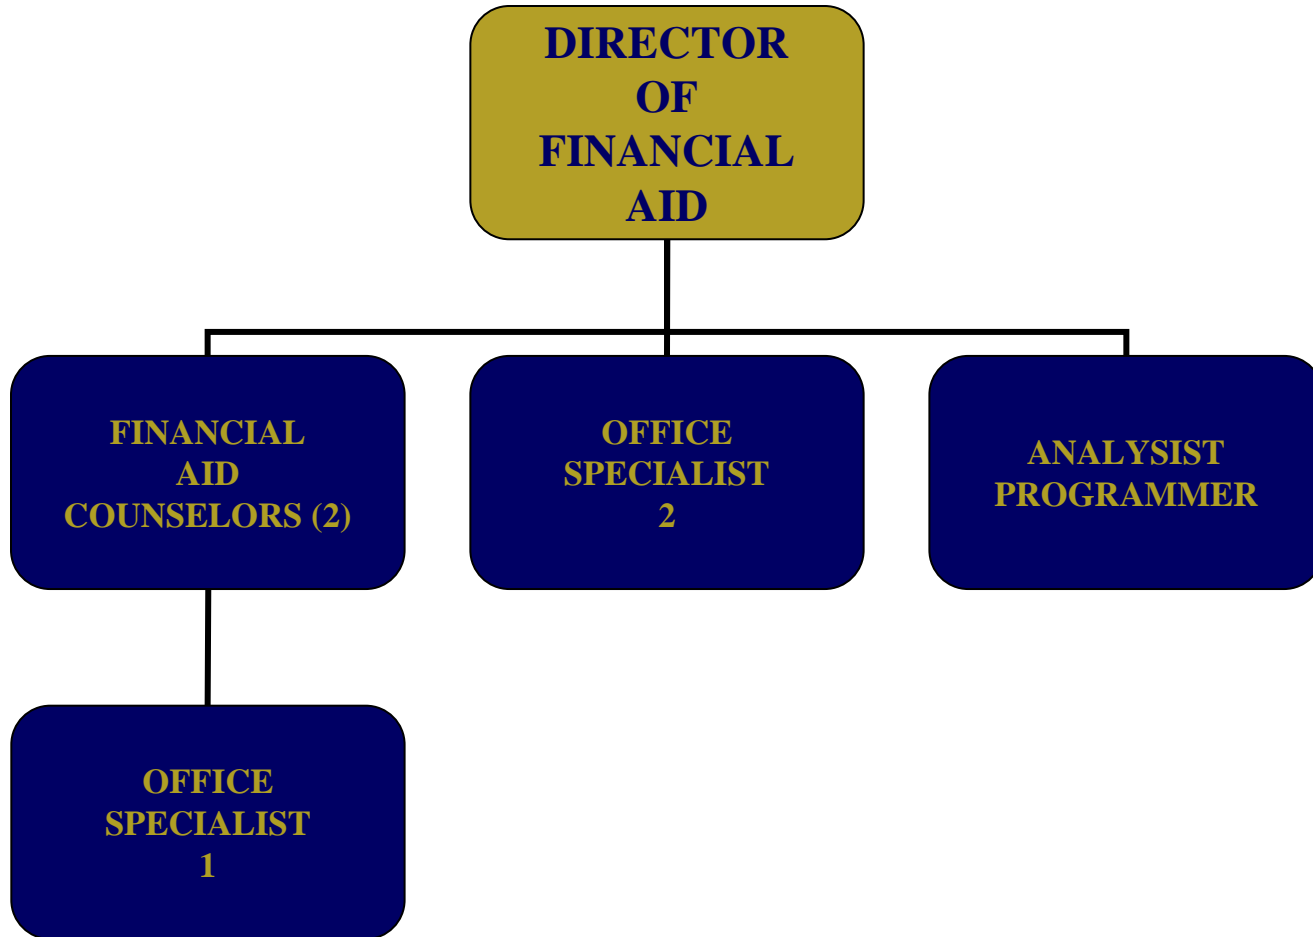 DIRECTOR
OF
FINANCIAL
AID
FINANCIAL
AID
COUNSELORS (2)
OFFICE
SPECIALIST
2
ANALYSIST
PROGRAMMER
OFFICE
SPECIALIST
1